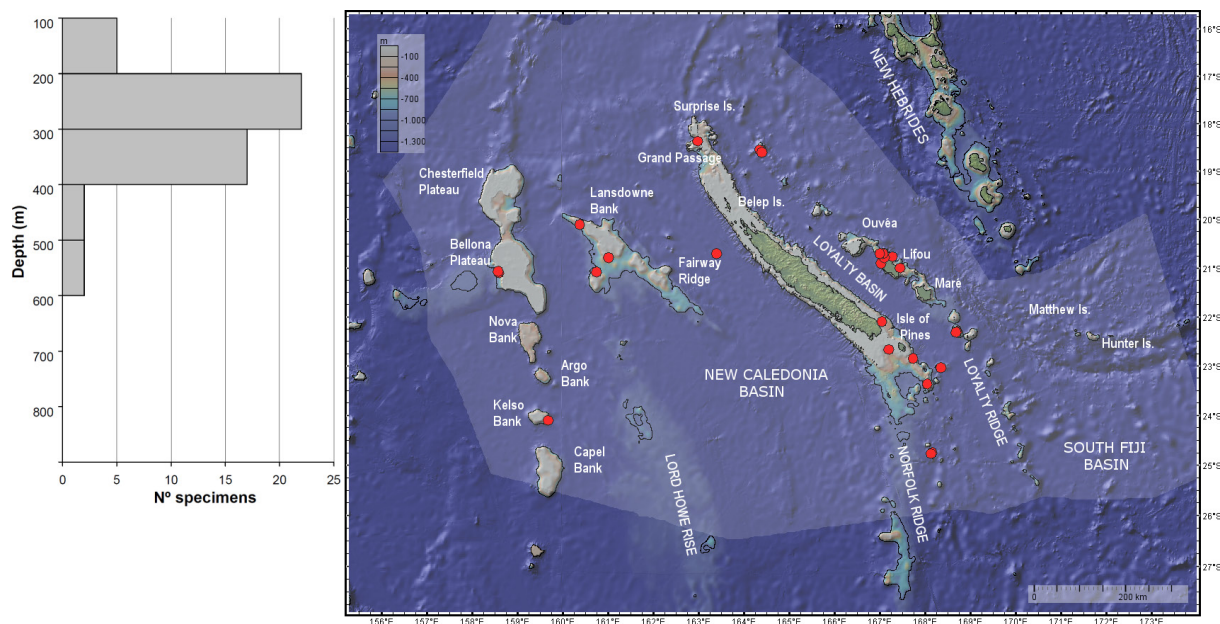 100
200
300
400
500
600
700
800
Depth (m)
0
5
10
15
20
25
Nº specimens
m
-100
-400
-700
-1.000
-1.300
Surprise Is.
Grand Passage
Chesterfield
Plateau
Lansdowne
Bank
Belep Is.
Bellona
Plateau
Fairway
Ridge
Nova
Bank
Argo
Bank
Kelso
Bank
Capel
Bank
NEW HEBRIDES
Ouvéa
Lifou
Maré
LOYALTY BASIN
Isle of
Pines
Matthew Is.
Hunter Is.
NEW CALEDONIA
BASIN
LOYALTY RIDGE
SOUTH FIJI
BASIN
LORD HOWE RISE
NORFOLK RIDGE
200 km
16°S
17°S
18°S
19°S
20°S
21°S
22°S
23°S
24°S
25°S
26°S
27°S
156°E
157°E
158°E
159°E
160°E
161°E
162°E
163°E
164°E
165°E
166°E
167°E
168°E
169°E
170°E
171°E
172°E
173°E